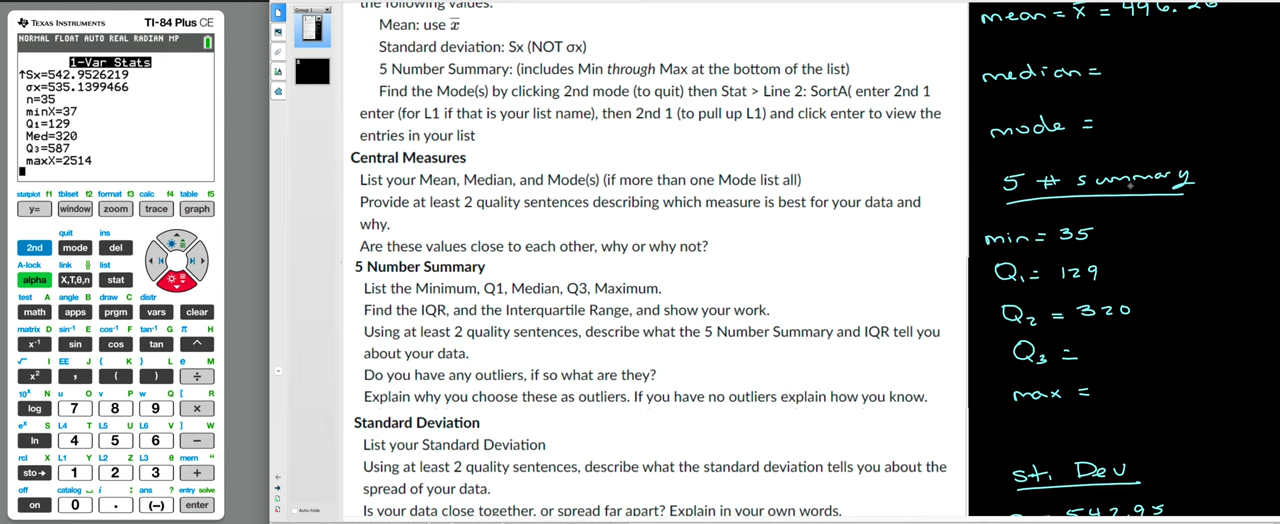 TEXAS INSTRUMENTS TI-84 Plus CE
NORMAL FLOAT AUTO REAL RADIAN MP
1-Var Stats
↑Sx=542.9526219
σx=535.1399466
n=35
minX=37
Q1=129
Med=320
Q3=587
maxX=2514
statplot f1 tblset f2 format f3 calc f4 table f5
y= window zoom trace graph
quit ins
2nd mode del
A-lock link list
alpha X,T,θ,n stat
test A angle B draw C distr
math apps prgm vars clear
matrix D sin⁻¹ E cos⁻¹ F tan⁻¹ G π H
x⁻¹ sin cos tan ^
√ I EE J { K } L e M
x² , ( ) ÷
10ˣ N u O v P w Q [ R
log 7 8 9 ×
eˣ S L4 T L5 U L6 V ] W
ln 4 5 6 −
rcl X L1 Y L2 Z L3 θ mem "
sto→ 1 2 3 +
off catalog i : ans ? entry solve
on 0 . (−) enter
Group 1
Auto-hide
the following values.
Mean: use x̅
Standard deviation: Sx (NOT σx)
5 Number Summary: (includes Min through Max at the bottom of the list)
Find the Mode(s) by clicking 2nd mode (to quit) then Stat > Line 2: SortA( enter 2nd 1
enter (for L1 if that is your list name), then 2nd 1 (to pull up L1) and click enter to view the
entries in your list
Central Measures
List your Mean, Median, and Mode(s) (if more than one Mode list all)
Provide at least 2 quality sentences describing which measure is best for your data and
why.
Are these values close to each other, why or why not?
5 Number Summary
List the Minimum, Q1, Median, Q3, Maximum.
Find the IQR, and the Interquartile Range, and show your work.
Using at least 2 quality sentences, describe what the 5 Number Summary and IQR tell you
about your data.
Do you have any outliers, if so what are they?
Explain why you choose these as outliers. If you have no outliers explain how you know.
Standard Deviation
List your Standard Deviation
Using at least 2 quality sentences, describe what the standard deviation tells you about the
spread of your data.
Is your data close together, or spread far apart? Explain in your own words.
mean = x̅ = 496.26
median =
mode =
5 # summary
min = 35
Q1 = 129
Q2 = 320
Q3 =
max =
st. Dev
= 542.95